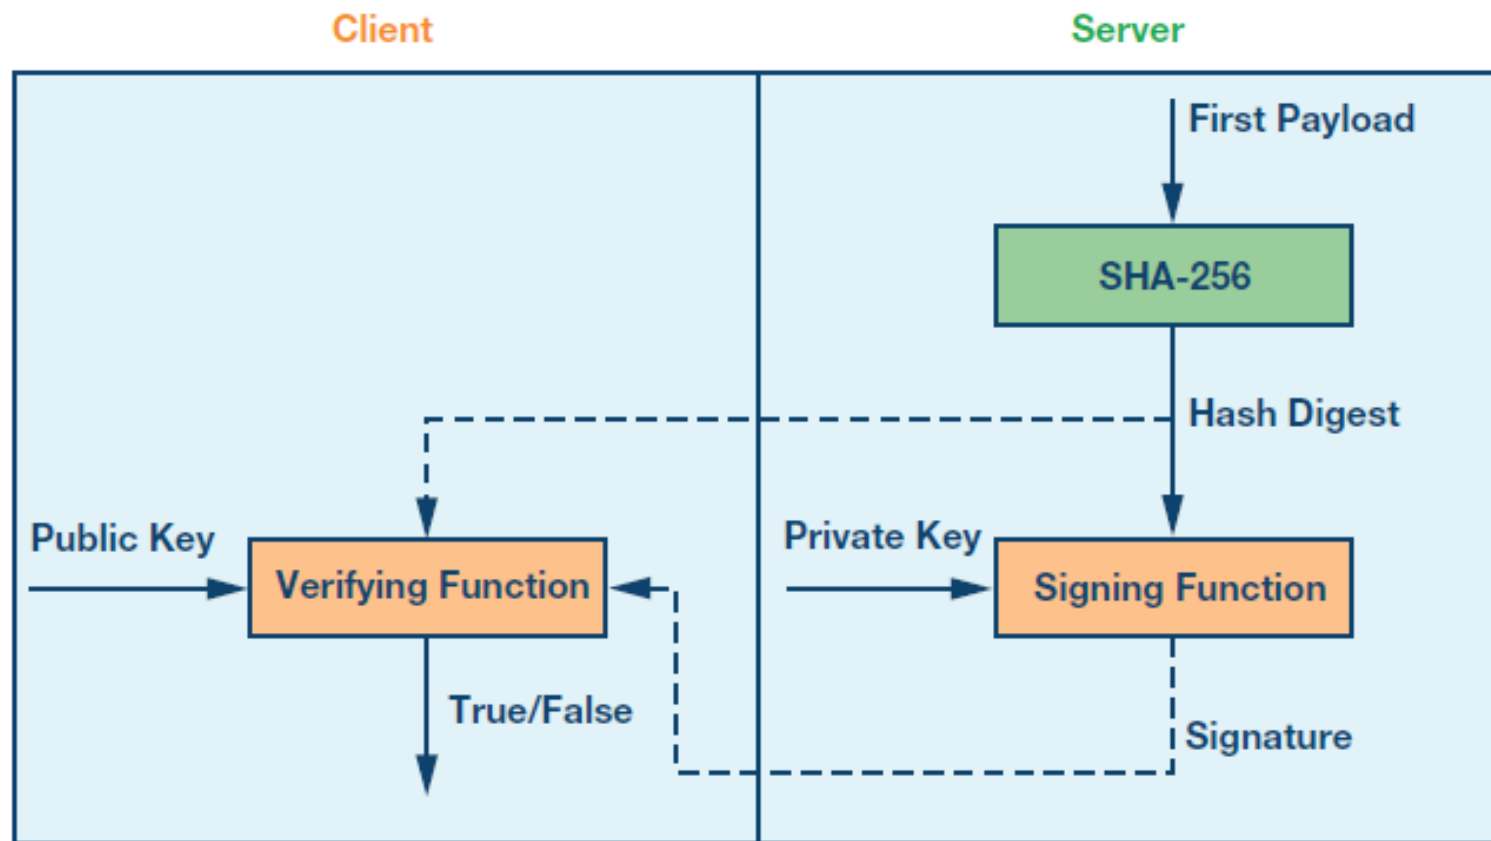 Client
Server
First Payload
SHA-256
Hash Digest
Public Key
Verifying Function
Private Key
Signing Function
True/False
Signature